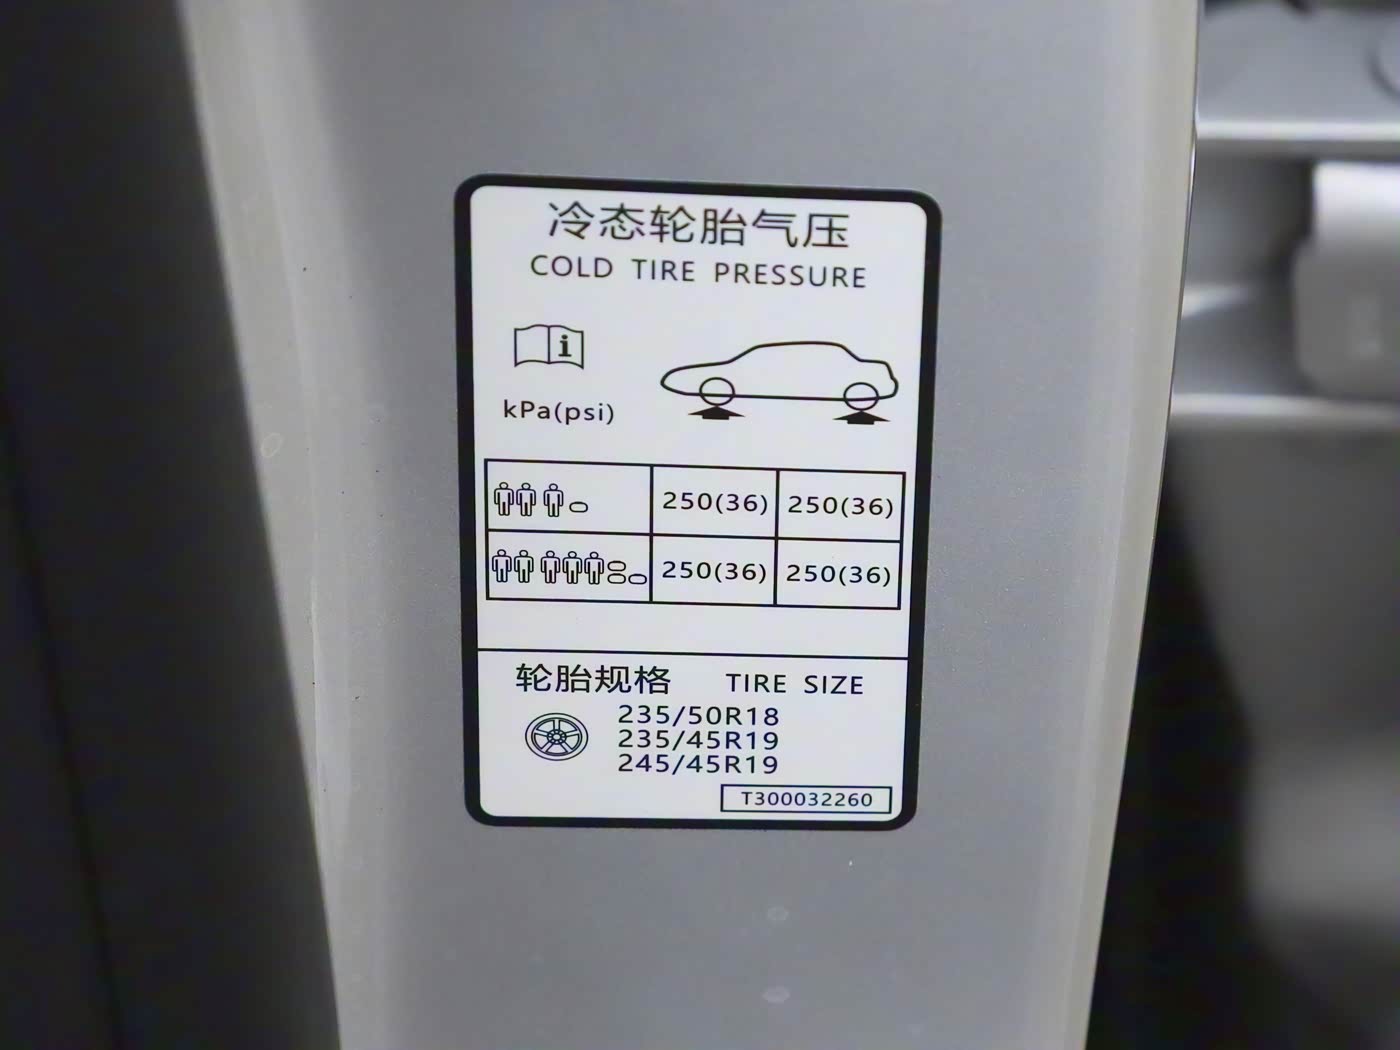 冷态轮胎气压
COLD TIRE PRESSURE
i
kPa(psi)
250(36) 250(36)
250(36) 250(36)
轮胎规格 TIRE SIZE
235/50R18
235/45R19
245/45R19
T300032260